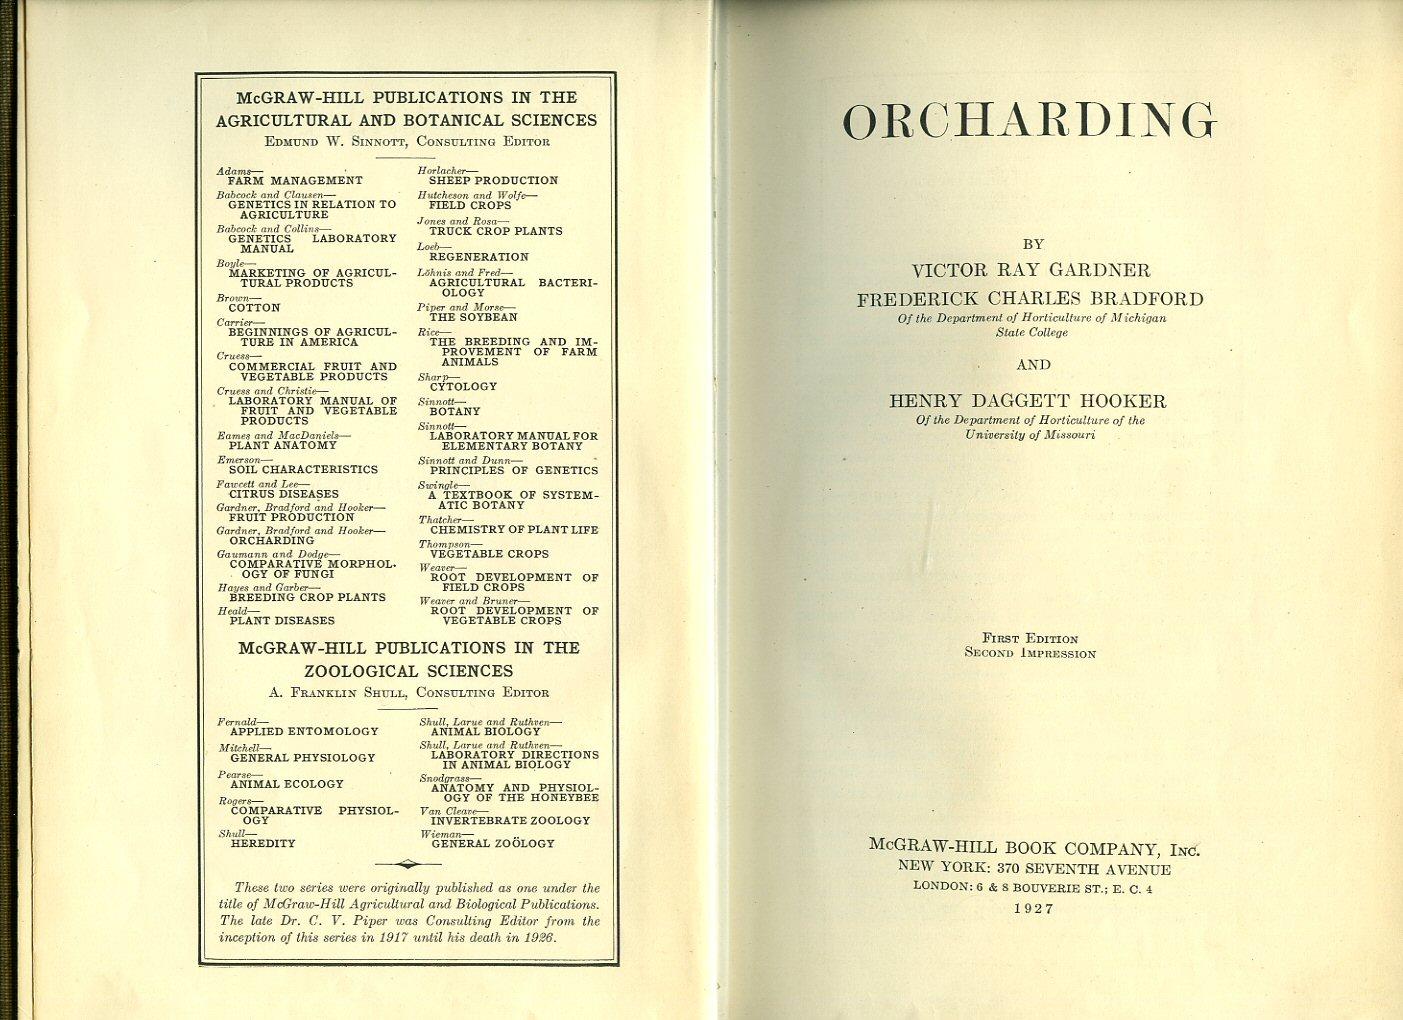 McGRAW-HILL PUBLICATIONS IN THE
AGRICULTURAL AND BOTANICAL SCIENCES
EDMUND W. SINNOTT, CONSULTING EDITOR
Adams—
FARM MANAGEMENT
Babcock and Clausen—
GENETICS IN RELATION TO
AGRICULTURE
Babcock and Collins—
GENETICS LABORATORY
MANUAL
Boyle—
MARKETING OF AGRICUL-
TURAL PRODUCTS
Brown—
COTTON
Carrier—
BEGINNINGS OF AGRICUL-
TURE IN AMERICA
Cruess—
COMMERCIAL FRUIT AND
VEGETABLE PRODUCTS
Cruess and Christie—
LABORATORY MANUAL OF
FRUIT AND VEGETABLE
PRODUCTS
Eames and MacDaniels—
PLANT ANATOMY
Emerson—
SOIL CHARACTERISTICS
Fawcett and Lee—
CITRUS DISEASES
Gardner, Bradford and Hooker—
FRUIT PRODUCTION
Gardner, Bradford and Hooker—
ORCHARDING
Gaumann and Dodge—
COMPARATIVE MORPHOL-
OGY OF FUNGI
Hayes and Garber—
BREEDING CROP PLANTS
Heald—
PLANT DISEASES
Horlacher—
SHEEP PRODUCTION
Hutcheson and Wolfe—
FIELD CROPS
Jones and Rosa—
TRUCK CROP PLANTS
Loeb—
REGENERATION
Löhnis and Fred—
AGRICULTURAL BACTERI-
OLOGY
Piper and Morse—
THE SOYBEAN
Rice—
THE BREEDING AND IM-
PROVEMENT OF FARM
ANIMALS
Sharp—
CYTOLOGY
Sinnott—
BOTANY
Sinnott—
LABORATORY MANUAL FOR
ELEMENTARY BOTANY
Sinnott and Dunn—
PRINCIPLES OF GENETICS
Swingle—
A TEXTBOOK OF SYSTEM-
ATIC BOTANY
Thatcher—
CHEMISTRY OF PLANT LIFE
Thompson—
VEGETABLE CROPS
Weaver—
ROOT DEVELOPMENT OF
FIELD CROPS
Weaver and Bruner—
ROOT DEVELOPMENT OF
VEGETABLE CROPS
McGRAW-HILL PUBLICATIONS IN THE
ZOOLOGICAL SCIENCES
A. FRANKLIN SHULL, CONSULTING EDITOR
Fernald—
APPLIED ENTOMOLOGY
Mitchell—
GENERAL PHYSIOLOGY
Pearse—
ANIMAL ECOLOGY
Rogers—
COMPARATIVE PHYSIOL-
OGY
Shull—
HEREDITY
Shull, Larue and Ruthven—
ANIMAL BIOLOGY
Shull, Larue and Ruthven—
LABORATORY DIRECTIONS
IN ANIMAL BIOLOGY
Snodgrass—
ANATOMY AND PHYSIOL-
OGY OF THE HONEYBEE
Van Cleave—
INVERTEBRATE ZOOLOGY
Wieman—
GENERAL ZOÖLOGY
These two series were originally published as one under the
title of McGraw-Hill Agricultural and Biological Publications.
The late Dr. C. V. Piper was Consulting Editor from the
inception of this series in 1917 until his death in 1926.
ORCHARDING
BY
VICTOR RAY GARDNER
FREDERICK CHARLES BRADFORD
Of the Department of Horticulture of Michigan
State College
AND
HENRY DAGGETT HOOKER
Of the Department of Horticulture of the
University of Missouri
FIRST EDITION
SECOND IMPRESSION
McGRAW-HILL BOOK COMPANY, INC.
NEW YORK: 370 SEVENTH AVENUE
LONDON: 6 & 8 BOUVERIE ST.; E. C. 4
1927